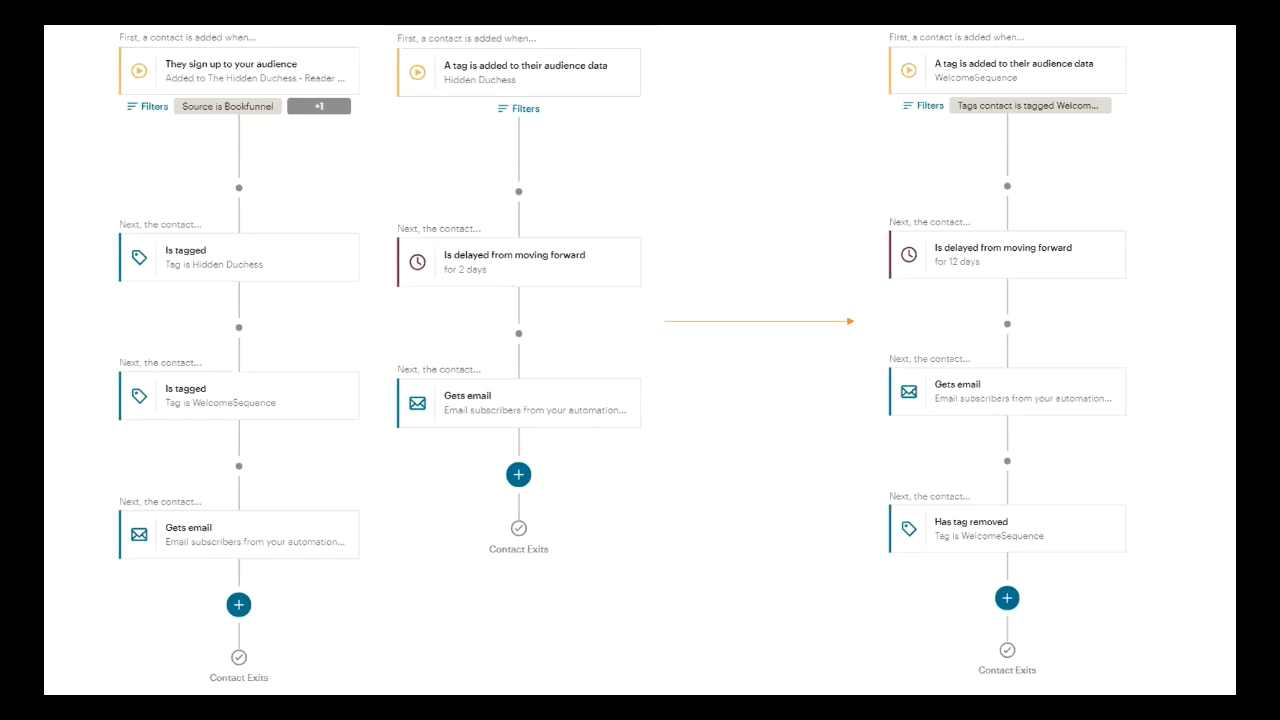 First, a contact is added when...
They sign up to your audience
Added to The Hidden Duchess - Reader ...
Filters
Source is Bookfunnel
+1
Next, the contact...
Is tagged
Tag is Hidden Duchess
Next, the contact...
Is tagged
Tag is WelcomeSequence
Next, the contact...
Gets email
Email subscribers from your automation...
Contact Exits
First, a contact is added when...
A tag is added to their audience data
Hidden Duchess
Filters
Next, the contact...
Is delayed from moving forward
for 2 days
Next, the contact...
Gets email
Email subscribers from your automation...
Contact Exits
First, a contact is added when...
A tag is added to their audience data
WelcomeSequence
Filters
Tags contact is tagged Welcom...
Next, the contact...
Is delayed from moving forward
for 12 days
Next, the contact...
Gets email
Email subscribers from your automation...
Next, the contact...
Has tag removed
Tag is WelcomeSequence
Contact Exits